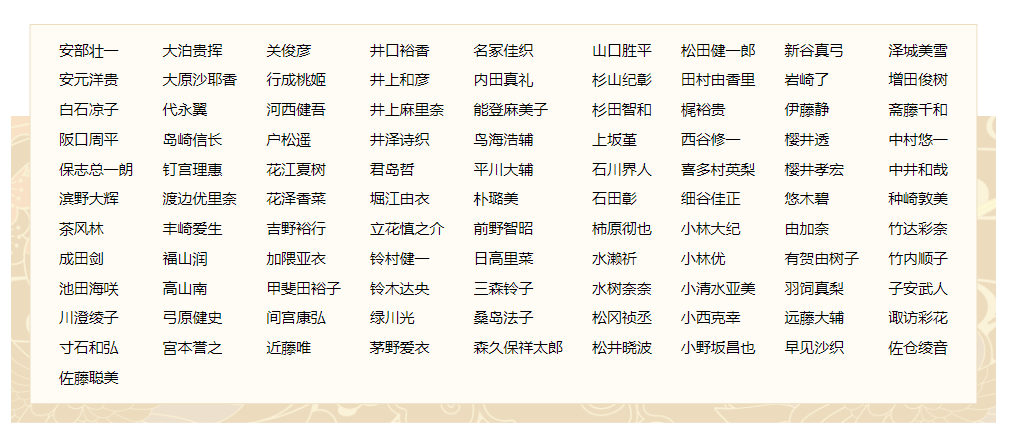 安部壮一 大泊贵挥 关俊彦 井口裕香 名冢佳织 山口胜平 松田健一郎 新谷真弓 泽城美雪
安元洋贵 大原沙耶香 行成桃姬 井上和彦 内田真礼 杉山纪彰 田村由香里 岩崎了 增田俊树
白石凉子 代永翼 河西健吾 井上麻里奈 能登麻美子 杉田智和 梶裕贵 伊藤静 斋藤千和
阪口周平 岛崎信长 户松遥 井泽诗织 鸟海浩辅 上坂堇 西谷修一 樱井透 中村悠一
保志总一朗 钉宫理惠 花江夏树 君岛哲 平川大辅 石川界人 喜多村英梨 樱井孝宏 中井和哉
滨野大辉 渡边优里奈 花泽香菜 堀江由衣 朴璐美 石田彰 细谷佳正 悠木碧 种崎敦美
茶风林 丰崎爱生 吉野裕行 立花慎之介 前野智昭 柿原彻也 小林大纪 由加奈 竹达彩奈
成田剑 福山润 加隈亚衣 铃村健一 日高里菜 水濑祈 小林优 有贺由树子 竹内顺子
池田海咲 高山南 甲斐田裕子 铃木达央 三森铃子 水树奈奈 小清水亚美 羽饲真梨 子安武人
川澄绫子 弓原健史 间宫康弘 绿川光 桑岛法子 松冈祯丞 小西克幸 远藤大辅 诹访彩花
寸石和弘 宮本誉之 近藤唯 茅野爱衣 森久保祥太郎 松井晓波 小野坂昌也 早见沙织 佐仓绫音
佐藤聪美